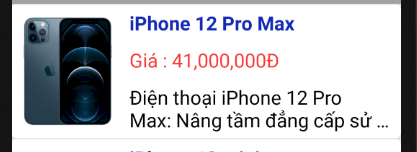 iPhone 12 Pro Max
Giá : 41,000,000Đ
Điện thoại iPhone 12 Pro
Max: Nâng tầm đẳng cấp sử ...